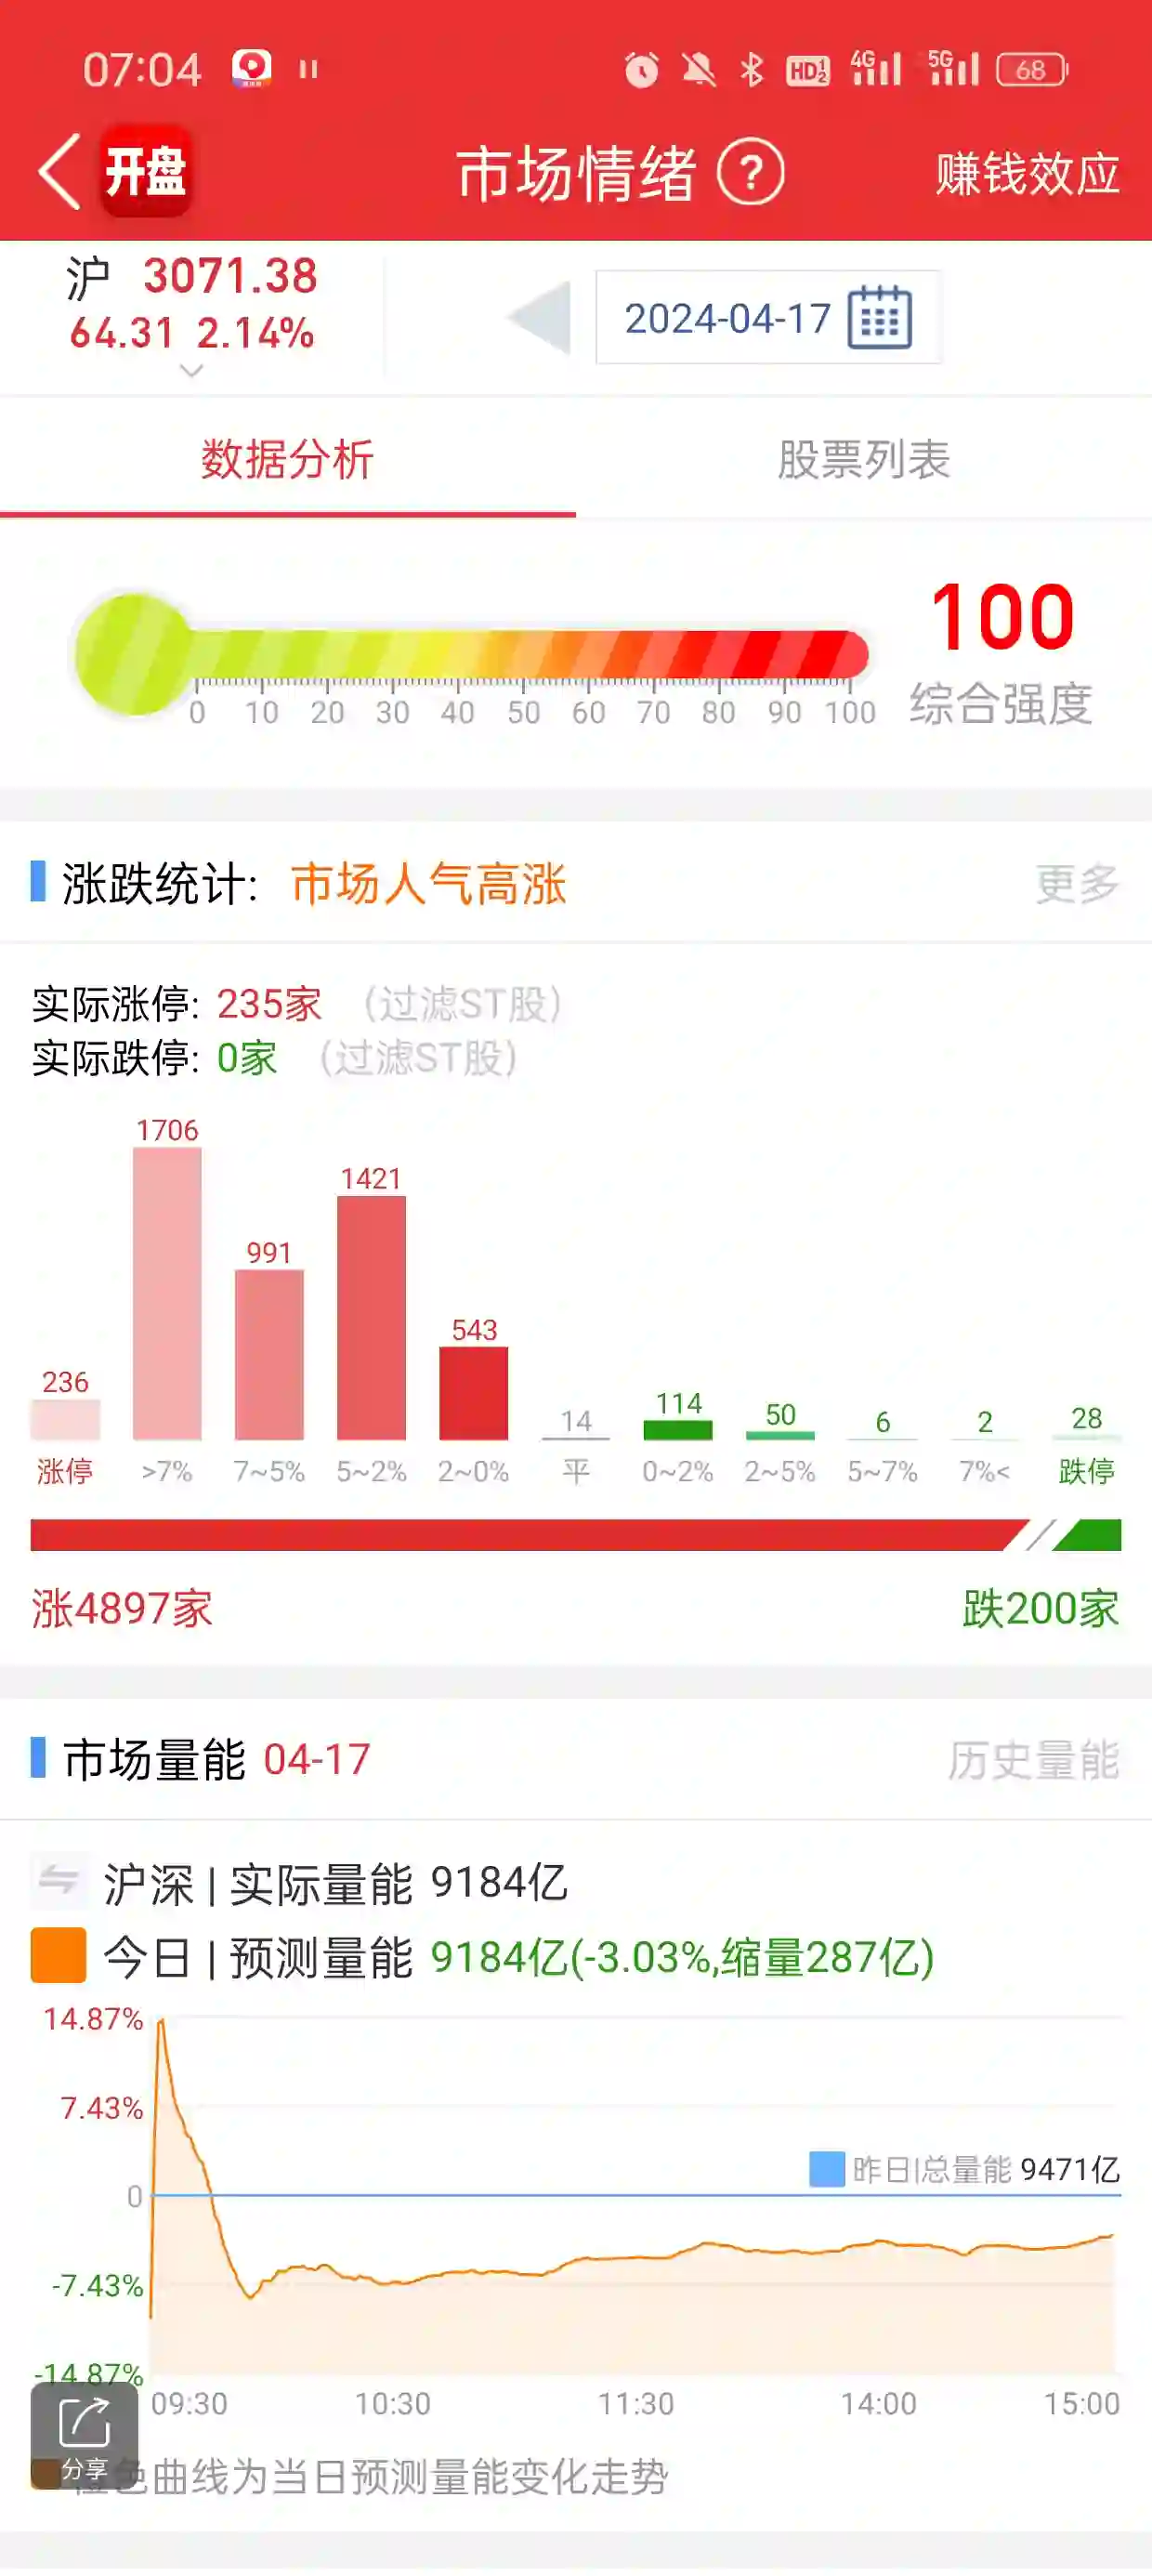 07:04
HD 1 2 4G 5G 68
开盘 市场情绪 ? 赚钱效应
沪 3071.38
64.31 2.14%
2024-04-17
数据分析 股票列表
100
综合强度
0 10 20 30 40 50 60 70 80 90 100
涨跌统计: 市场人气高涨 更多
实际涨停: 235家 (过滤ST股)
实际跌停: 0家 (过滤ST股)
236 1706 991 1421 543 14 114 50 6 2 28
涨停 >7% 7~5% 5~2% 2~0% 平 0~2% 2~5% 5~7% 7%< 跌停
涨4897家 跌200家
市场量能 04-17 历史量能
沪深 | 实际量能 9184亿
今日 | 预测量能 9184亿(-3.03%,缩量287亿)
14.87%
7.43%
昨日|总量能 9471亿
0
-7.43%
-14.87%
09:30 10:30 11:30 14:00 15:00
分享
色曲线为当日预测量能变化走势